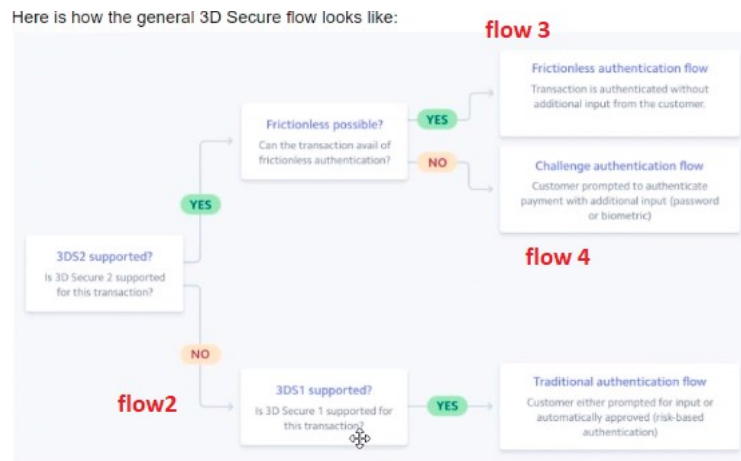 Here is how the general 3D Secure flow looks like:
flow 3
Frictionless authentication flow
Transaction is authenticated without
additional input from the customer.
Frictionless possible?
Can the transaction avail of
frictionless authentication?
YES
NO
Challenge authentication flow
Customer prompted to authenticate
payment with additional input (password
or biometric)
flow 4
YES
3DS2 supported?
Is 3D Secure 2 supported
for this transaction?
NO
flow2
3DS1 supported?
Is 3D Secure 1 supported for
this transaction?
YES
Traditional authentication flow
Customer either prompted for input or
automatically approved (risk-based
authentication)